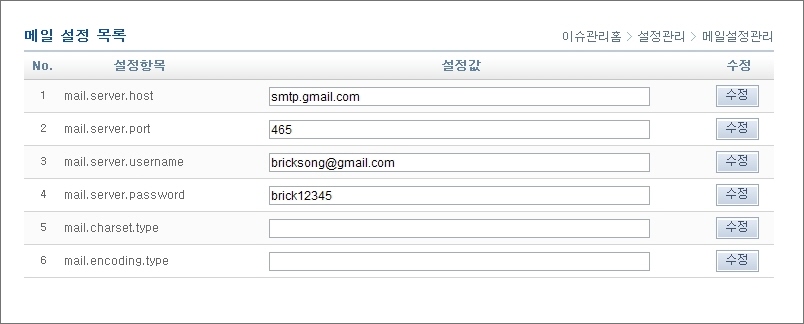 메일 설정 목록 이슈관리홈 > 설정관리 > 메일설정관리
No. 설정항목 설정값 수정
1 mail.server.host smtp.gmail.com 수정
2 mail.server.port 465 수정
3 mail.server.username bricksong@gmail.com 수정
4 mail.server.password brick12345 수정
5 mail.charset.type 수정
6 mail.encoding.type 수정